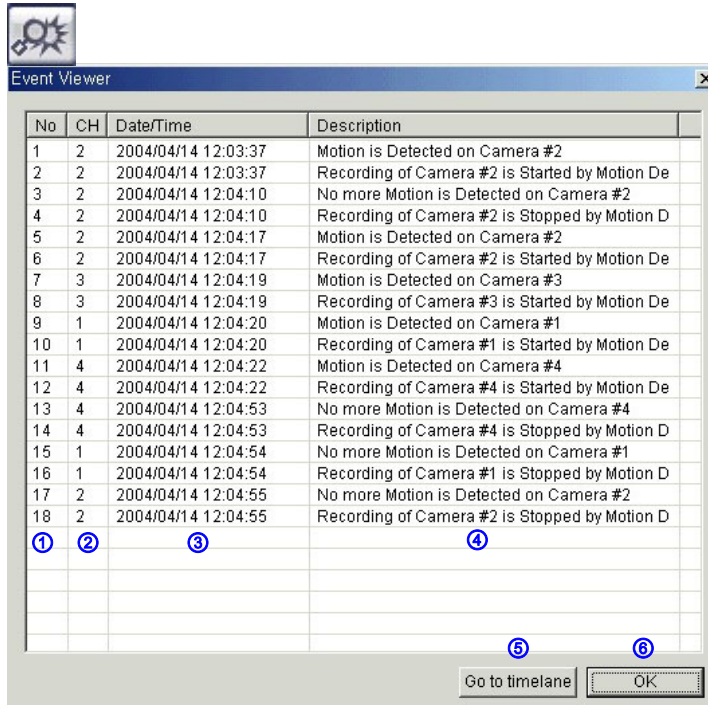 Event Viewer
No CH Date/Time Description
1 2 2004/04/14 12:03:37 Motion is Detected on Camera #2
2 2 2004/04/14 12:03:37 Recording of Camera #2 is Started by Motion De
3 2 2004/04/14 12:04:10 No more Motion is Detected on Camera #2
4 2 2004/04/14 12:04:10 Recording of Camera #2 is Stopped by Motion D
5 2 2004/04/14 12:04:17 Motion is Detected on Camera #2
6 2 2004/04/14 12:04:17 Recording of Camera #2 is Started by Motion De
7 3 2004/04/14 12:04:19 Motion is Detected on Camera #3
8 3 2004/04/14 12:04:19 Recording of Camera #3 is Started by Motion De
9 1 2004/04/14 12:04:20 Motion is Detected on Camera #1
10 1 2004/04/14 12:04:20 Recording of Camera #1 is Started by Motion De
11 4 2004/04/14 12:04:22 Motion is Detected on Camera #4
12 4 2004/04/14 12:04:22 Recording of Camera #4 is Started by Motion De
13 4 2004/04/14 12:04:53 No more Motion is Detected on Camera #4
14 4 2004/04/14 12:04:53 Recording of Camera #4 is Stopped by Motion D
15 1 2004/04/14 12:04:54 No more Motion is Detected on Camera #1
16 1 2004/04/14 12:04:54 Recording of Camera #1 is Stopped by Motion D
17 2 2004/04/14 12:04:55 No more Motion is Detected on Camera #2
18 2 2004/04/14 12:04:55 Recording of Camera #2 is Stopped by Motion D
① ② ③ ④
⑤ ⑥
Go to timelane OK